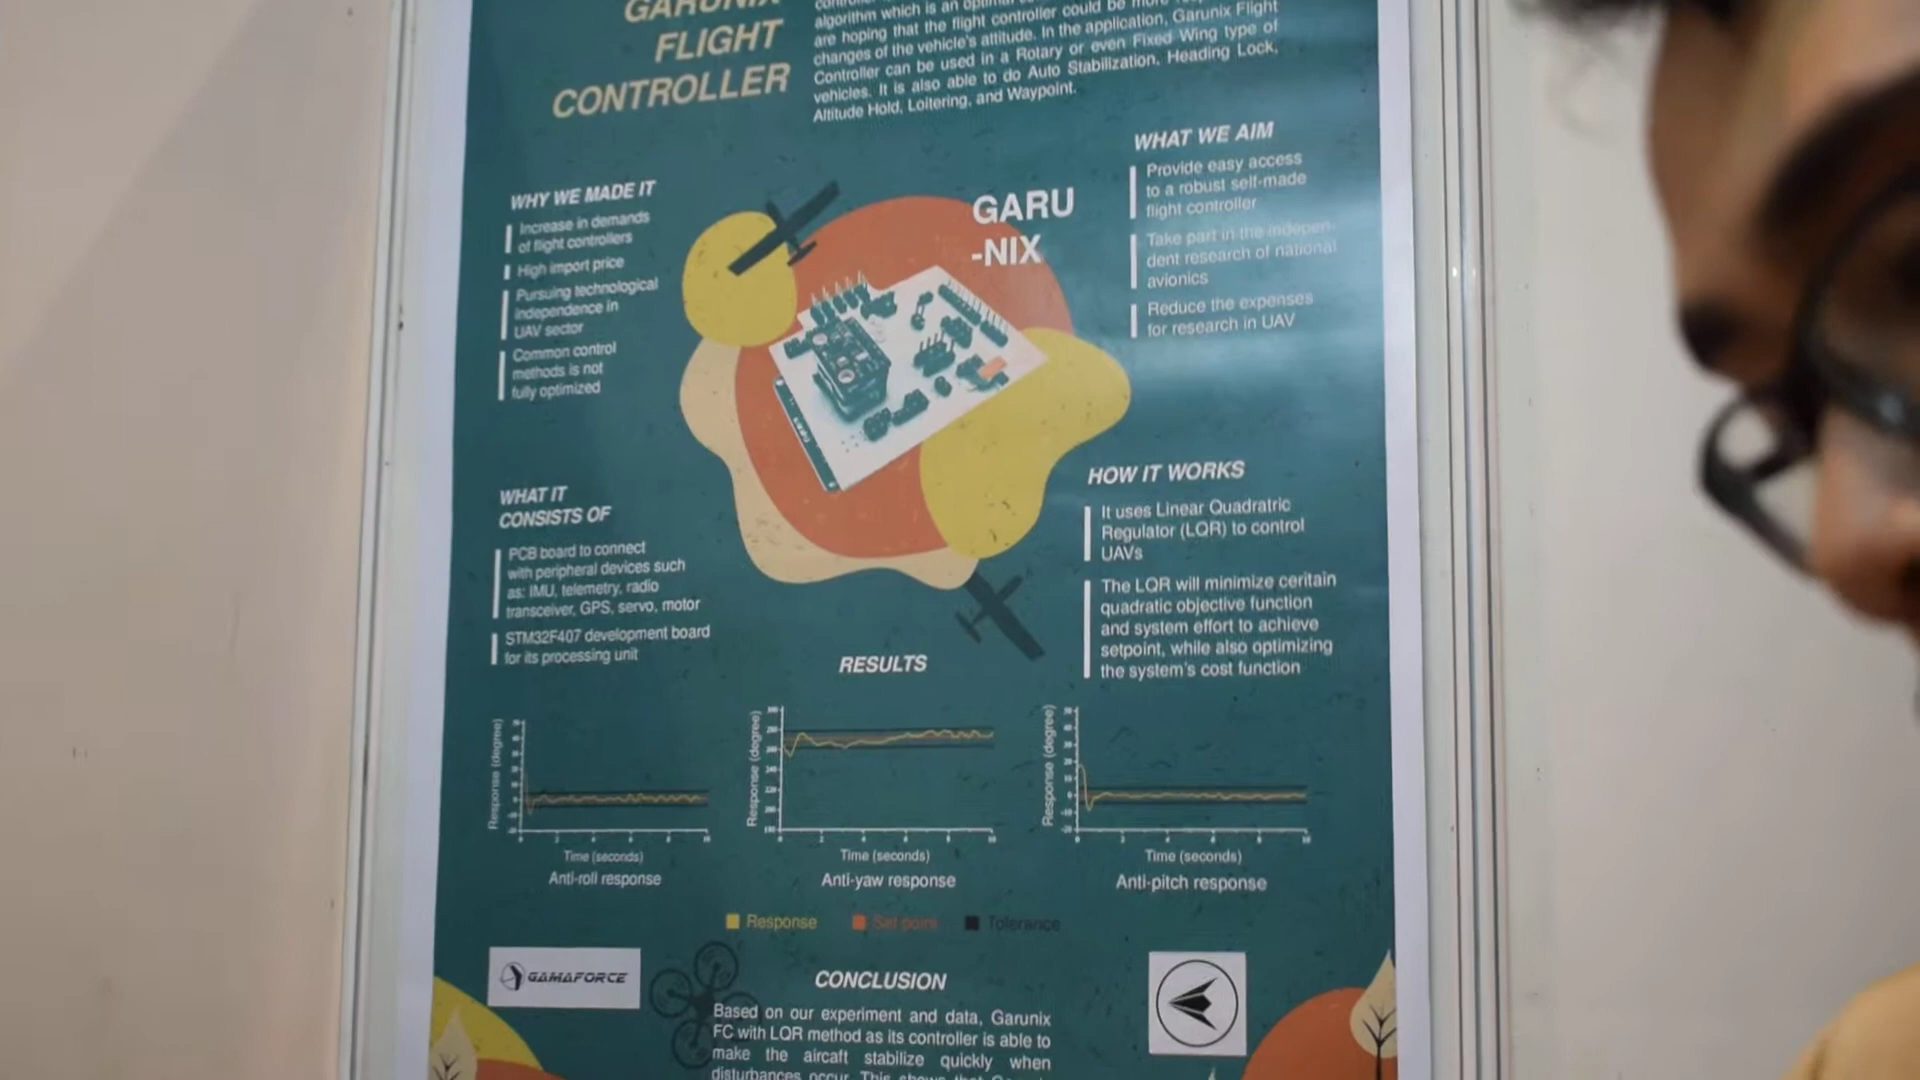 GARUNIX
FLIGHT
CONTROLLER
algorithm which is an optimal
are hoping that the flight controller could be more
changes of the vehicle's attitude. In the application, Garunix Flight
Controller can be used in a Rotary or even Fixed Wing type of
vehicles. It is also able to do Auto Stabilization, Heading Lock,
Altitude Hold, Loitering, and Waypoint.
WHY WE MADE IT
Increase in demands
of flight controllers
High import price
Pursuing technological
independence in
UAV sector
Common control
methods is not
fully optimized
GARU
-NIX
WHAT WE AIM
Provide easy access
to a robust self-made
flight controller
Take part in the indepen-
dent research of national
avionics
Reduce the expenses
for research in UAV
WHAT IT
CONSISTS OF
PCB board to connect
with peripheral devices such
as: IMU, telemetry, radio
transceiver, GPS, servo, motor
STM32F407 development board
for its processing unit
HOW IT WORKS
It uses Linear Quadratric
Regulator (LQR) to control
UAVs
The LQR will minimize ceritain
quadratic objective function
and system effort to achieve
setpoint, while also optimizing
the system's cost function
RESULTS
Response (degree)
Time (seconds)
Anti-roll response
Response (degree)
Time (seconds)
Anti-yaw response
Response (degree)
Time (seconds)
Anti-pitch response
Response Set Tolerance
GAMAFORCE
CONCLUSION
Based on our experiment and data, Garunix
FC with LQR method as its controller is able to
make the aircaft stabilize quickly when
disturbances occur. This shows that